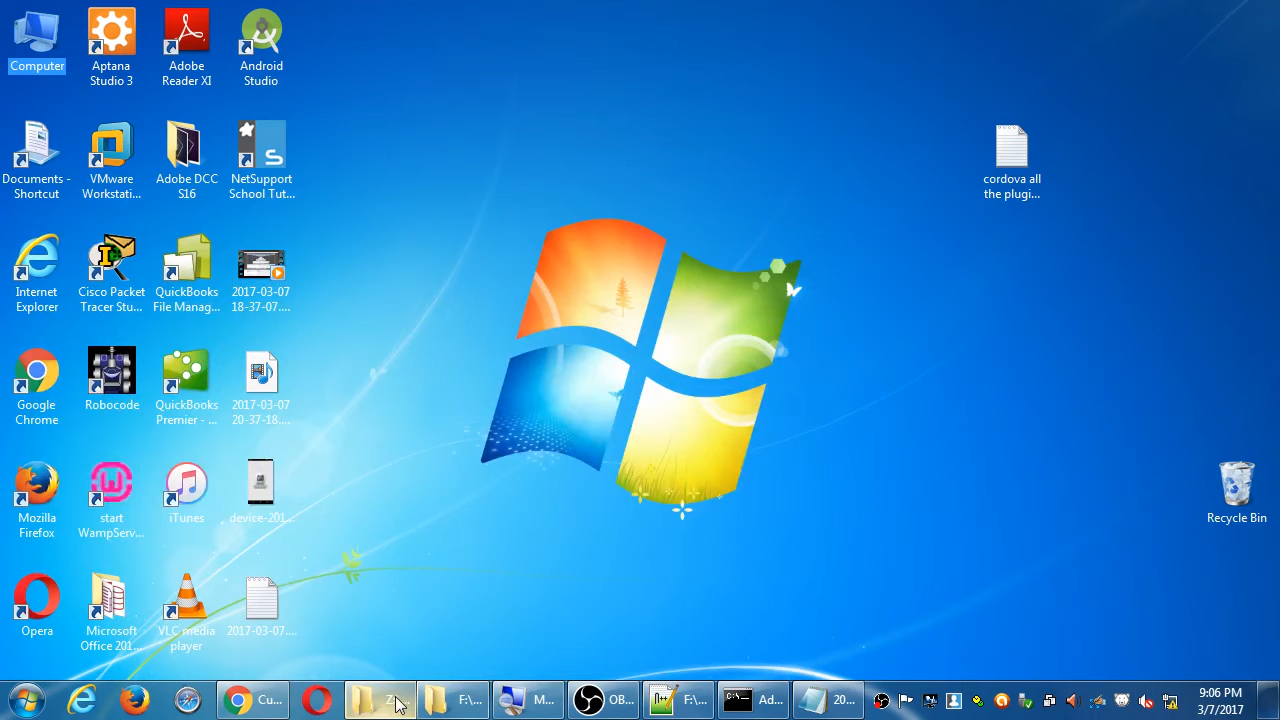 Computer
Aptana
Studio 3
Adobe
Reader XI
Android
Studio
Documents -
Shortcut
VMware
Workstati...
Adobe DCC
S16
NetSupport
School Tut...
cordova all
the plugi...
Internet
Explorer
Cisco Packet
Tracer Stu...
QuickBooks
File Manag...
2017-03-07
18-37-07....
Google
Chrome
Robocode
QuickBooks
Premier - ...
2017-03-07
20-37-18....
Mozilla
Firefox
start
WampServ...
iTunes
device-201...
Recycle Bin
Opera
Microsoft
Office 201...
VLC media
player
2017-03-07....
Cu...
F:\...
M...
OB...
F:\...
Ad...
20...
9:06 PM
3/7/2017